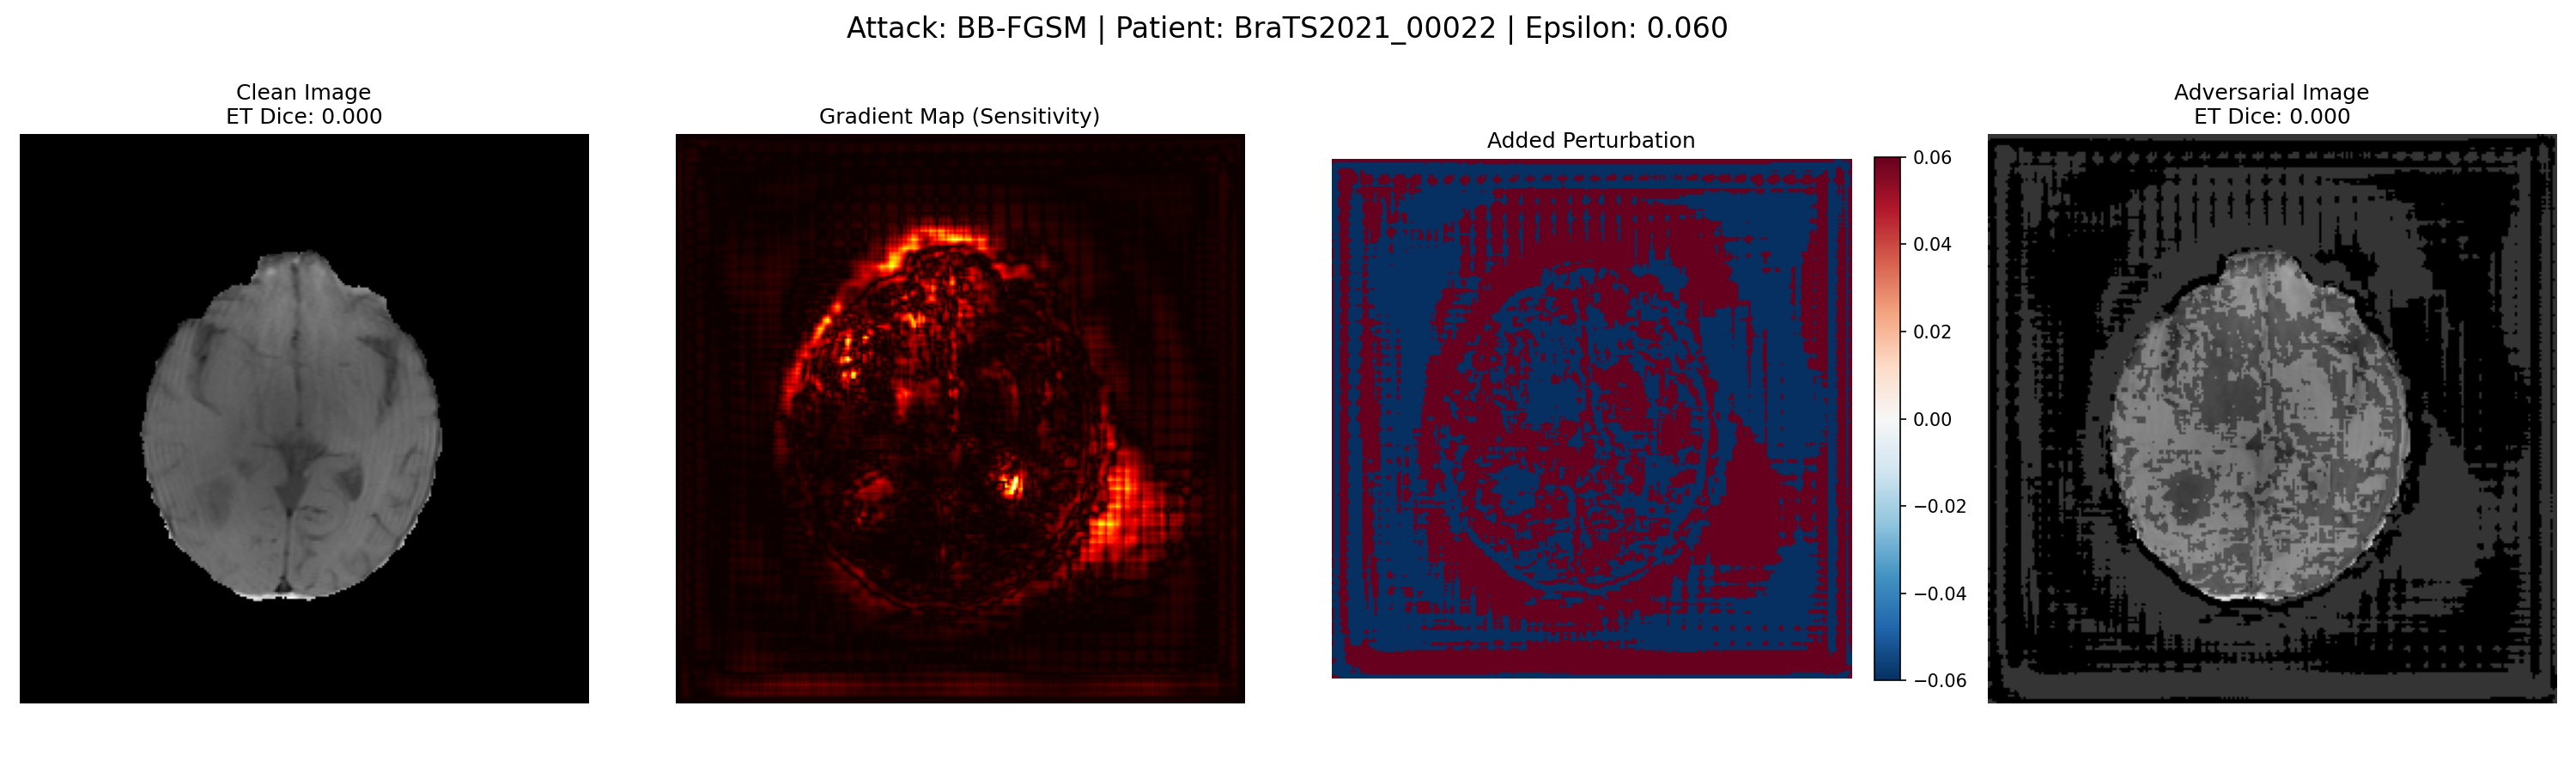 Attack: BB-FGSM | Patient: BraTS2021_00022 | Epsilon: 0.060
Clean Image
ET Dice: 0.000
Gradient Map (Sensitivity)
Added Perturbation
0.06
0.04
0.02
0.00
−0.02
−0.04
−0.06
Adversarial Image
ET Dice: 0.000